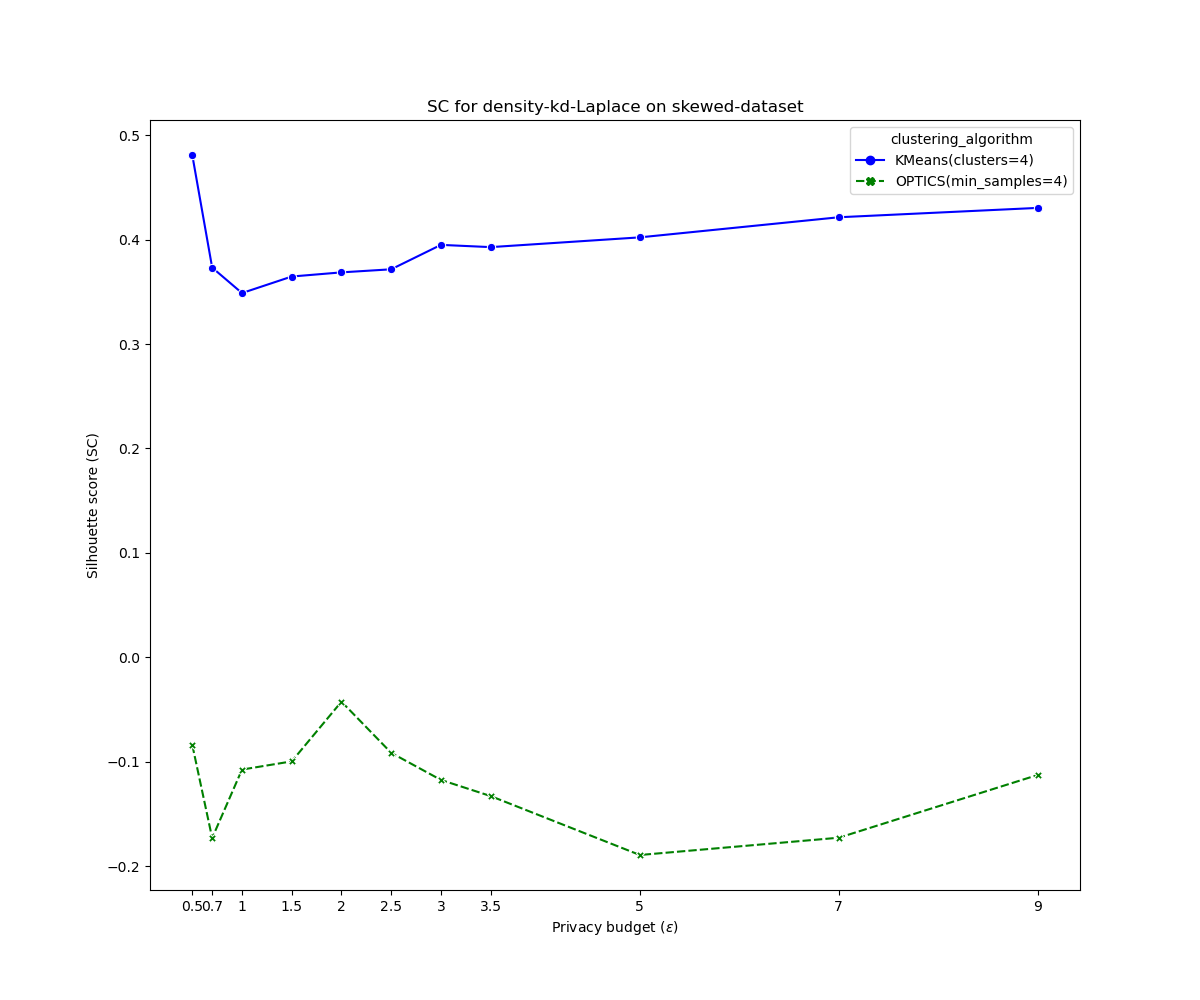 SC for density-kd-Laplace on skewed-dataset
clustering_algorithm
KMeans(clusters=4)
OPTICS(min_samples=4)
Silhouette score (SC)
0.5
0.4
0.3
0.2
0.1
0.0
−0.1
−0.2
0.5 0.7 1 1.5 2 2.5 3 3.5 5 7 9
Privacy budget (ε)